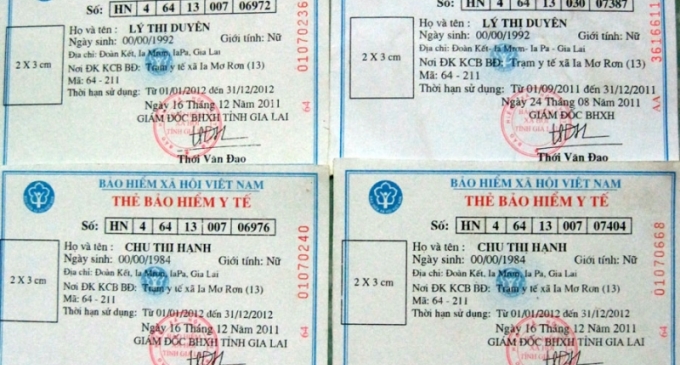 Số: HN 4 64 13 007 06972
Họ và tên : LÝ THI DUYÊN
Ngày sinh: 00/00/1992 Giới tính: Nữ
Địa chỉ: Đoàn Kết, Ia Mrơn, IaPa, Gia Lai
Nơi ĐK KCB BĐ: Trạm y tế xã Ia Mơ Rơn (13)
Mã: 64 - 211
Thời hạn sử dụng: Từ 01/01/2012 đến 31/12/2012
Ngày 16 Tháng 12 Năm 2011
GIÁM ĐỐC BHXH TỈNH GIA LAI
Thới Văn Đạo
2 X 3 cm
64 0107023
Số: HN 4 64 13 030 07387
Họ và tên : LÝ THI DUYÊN
Ngày sinh: 00/00/1992 Giới tính: Nữ
Địa chỉ: Đoàn Kết, Ia Mrơn, Ia Pa - Gia Lai
Nơi ĐK KCB BĐ: Trạm y tế xã Ia Mơ Rơn (13)
Mã: 64 - 211
Thời hạn sử dụng: Từ 01/09/2011 đến 31/12/2011
Ngày 24 Tháng 08 Năm 2011
GIÁM ĐỐC BHXH
Thới Văn Đạo
2 X 3 cm
AA 3616611
BẢO HIỂM XÃ HỘI VIỆT NAM
THẺ BẢO HIỂM Y TẾ
Số: HN 4 64 13 007 06976
Họ và tên : CHU THI HANH
Ngày sinh: 00/00/1984 Giới tính: Nữ
Địa chỉ: Đoàn Kết, Ia Mrơn, IaPa, Gia Lai
Nơi ĐK KCB BĐ: Trạm y tế xã Ia Mơ Rơn (13)
Mã: 64 - 211
Thời hạn sử dụng: Từ 01/01/2012 đến 31/12/2012
Ngày 16 Tháng 12 Năm 2011
GIÁM ĐỐC BHXH TỈNH GIA LAI
2 X 3 cm
64 01070240
BẢO HIỂM XÃ HỘI VIỆT NAM
THẺ BẢO HIỂM Y TẾ
Số: HN 4 64 13 007 07404
Họ và tên : CHU THI HANH
Ngày sinh: 00/00/1984 Giới tính: Nữ
Địa chỉ: Đoàn Kết, Ia Mrơn, IaPa, Gia Lai
Nơi ĐK KCB BĐ: Trạm y tế xã Ia Mơ Rơn (13)
Mã: 64 - 211
Thời hạn sử dụng: Từ 01/01/2012 đến 31/12/2012
Ngày 16 Tháng 12 Năm 2011
GIÁM ĐỐC BHXH TỈNH GIA LAI
2 X 3 cm
64 01070668